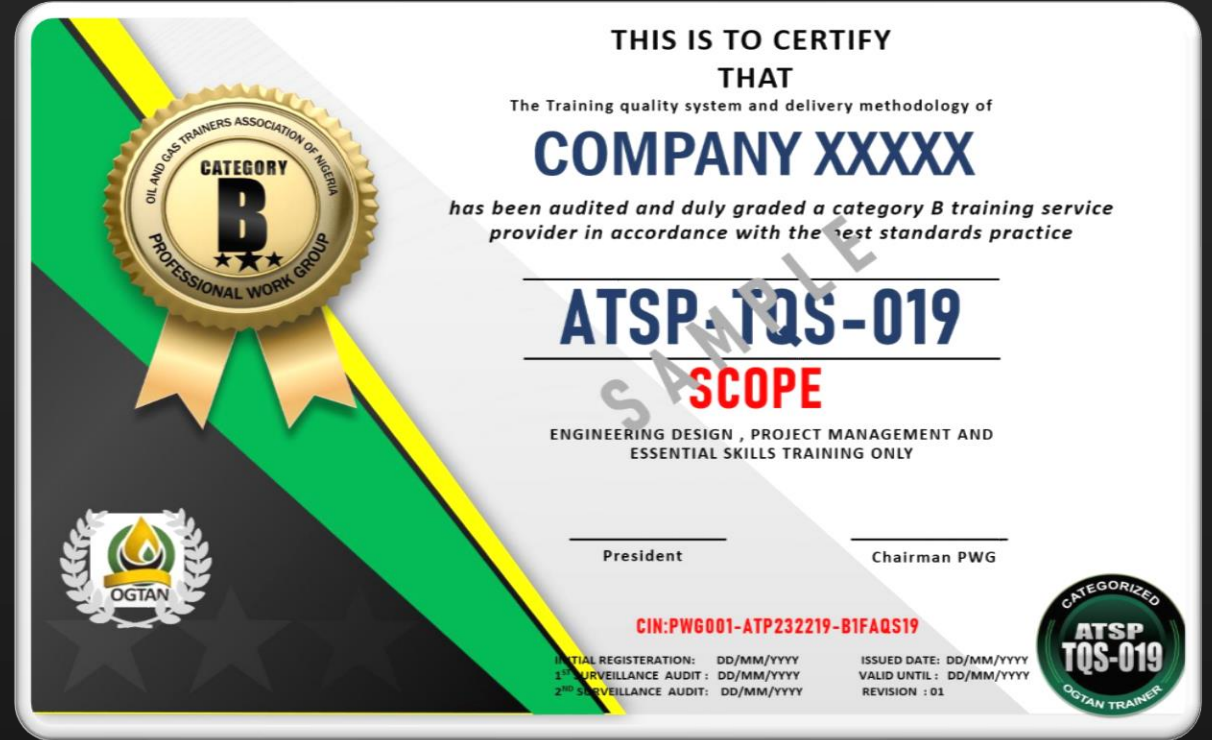 THIS IS TO CERTIFY
THAT
The Training quality system and delivery methodology of
COMPANY XXXXX
has been audited and duly graded a category B training service
provider in accordance with the best standards practice
ATSP-TQS-019
SAMPLE
SCOPE
ENGINEERING DESIGN , PROJECT MANAGEMENT AND
ESSENTIAL SKILLS TRAINING ONLY
President
Chairman PWG
CIN:PWG001-ATP232219-B1FAQS19
INITIAL REGISTERATION: DD/MM/YYYY
1ST SURVEILLANCE AUDIT : DD/MM/YYYY
2ND SURVEILLANCE AUDIT: DD/MM/YYYY
ISSUED DATE: DD/MM/YYYY
VALID UNTIL : DD/MM/YYYY
REVISION : 01
OIL AND GAS TRAINERS ASSOCIATION OF NIGERIA
CATEGORY
B
PROFESSIONAL WORK GROUP
OGTAN
CATEGORIZED
ATSP
TQS-019
OGTAN TRAINER